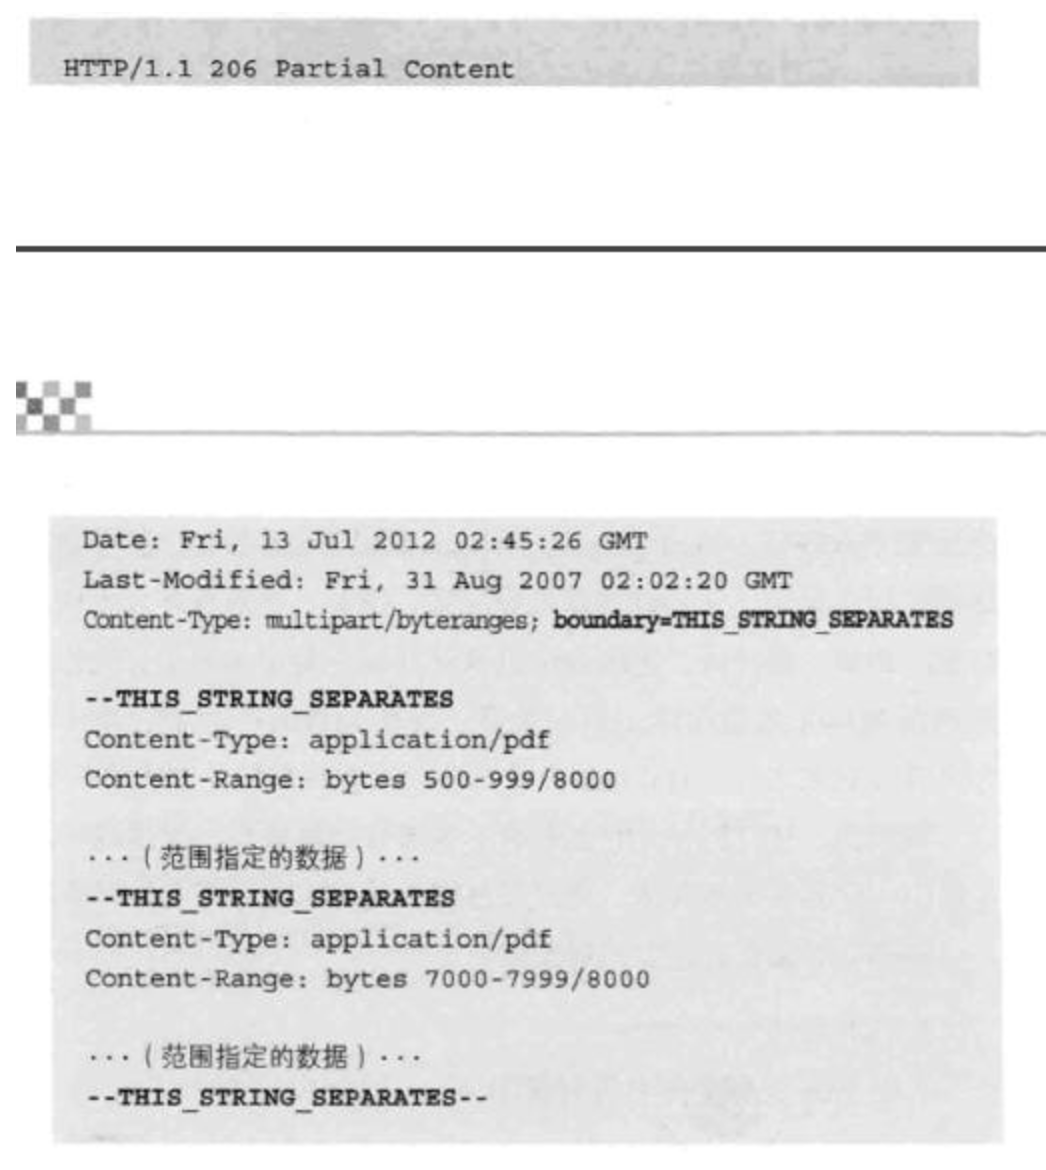 HTTP/1.1 206 Partial Content
Date: Fri, 13 Jul 2012 02:45:26 GMT
Last-Modified: Fri, 31 Aug 2007 02:02:20 GMT
Content-Type: multipart/byteranges; boundary=THIS_STRING_SEPARATES
--THIS_STRING_SEPARATES
Content-Type: application/pdf
Content-Range: bytes 500-999/8000
···(范围指定的数据)···
--THIS_STRING_SEPARATES
Content-Type: application/pdf
Content-Range: bytes 7000-7999/8000
···(范围指定的数据)···
--THIS_STRING_SEPARATES--